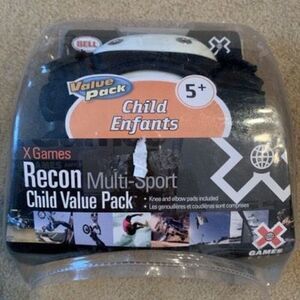 BELL
Value
Pack
5+
Child
Enfants
X Games
Recon Multi-Sport
Child Value Pack™
• Knee and elbow pads included
• Les genouillères et coudières sont comprises
X
GAMES